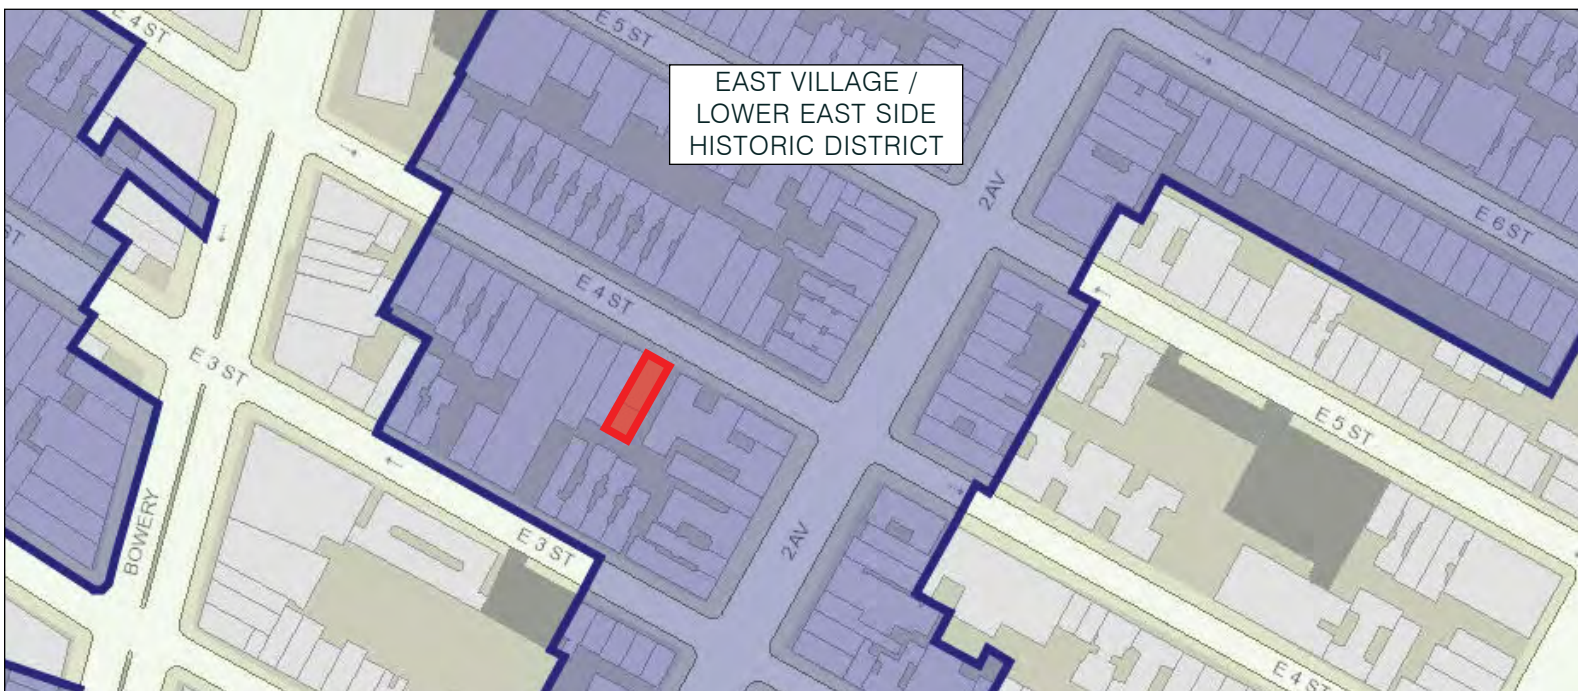 E 4 ST
E 5 ST
EAST VILLAGE /
LOWER EAST SIDE
HISTORIC DISTRICT
2 AV
E 6 ST
ST
E 4 ST
E 3 ST
E 5 ST
BOWERY
E 3 ST
2 AV
E 4 ST